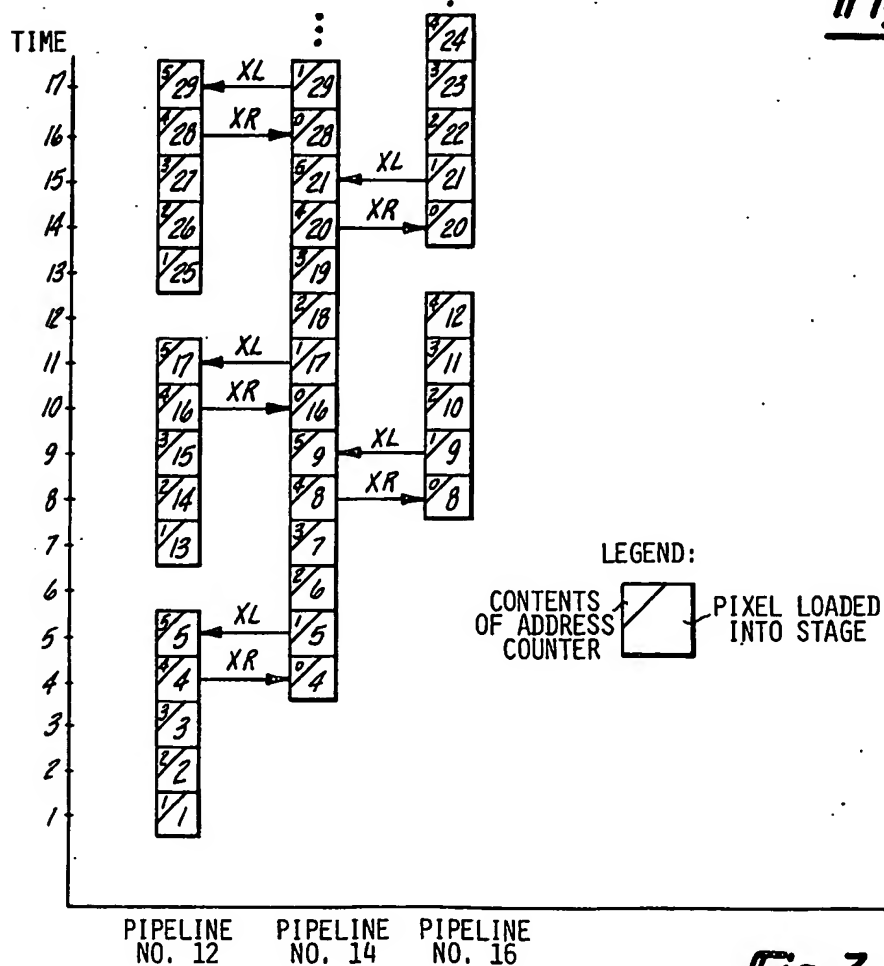 TIME
4/24
17 5/29 XL 1/29 3/23
16 4/28 XR 0/28 2/22
15 3/27 5/21 XL 1/21
14 2/26 4/20 XR 0/20
13 1/25 3/19
12 2/18 4/12
11 5/17 XL 1/17 3/11
10 4/16 XR 0/16 2/10
9 3/15 5/9 XL 1/9
8 2/14 4/8 XR 0/8
7 1/13 3/7
6 2/6
5 5/5 XL 1/5
4 4/4 XR 0/4
3 3/3
2 2/2
1 1/1
LEGEND:
CONTENTS
OF ADDRESS
COUNTER
PIXEL LOADED
INTO STAGE
PIPELINE
NO. 12
PIPELINE
NO. 14
PIPELINE
NO. 16